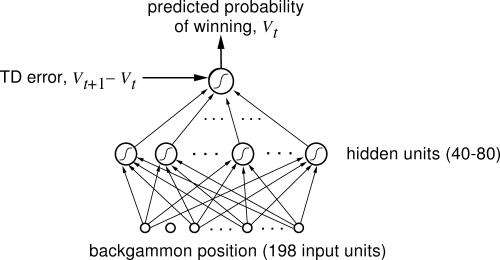 predicted probability
of winning, V_t
TD error, V_{t+1} − V_t
hidden units (40-80)
backgammon position (198 input units)